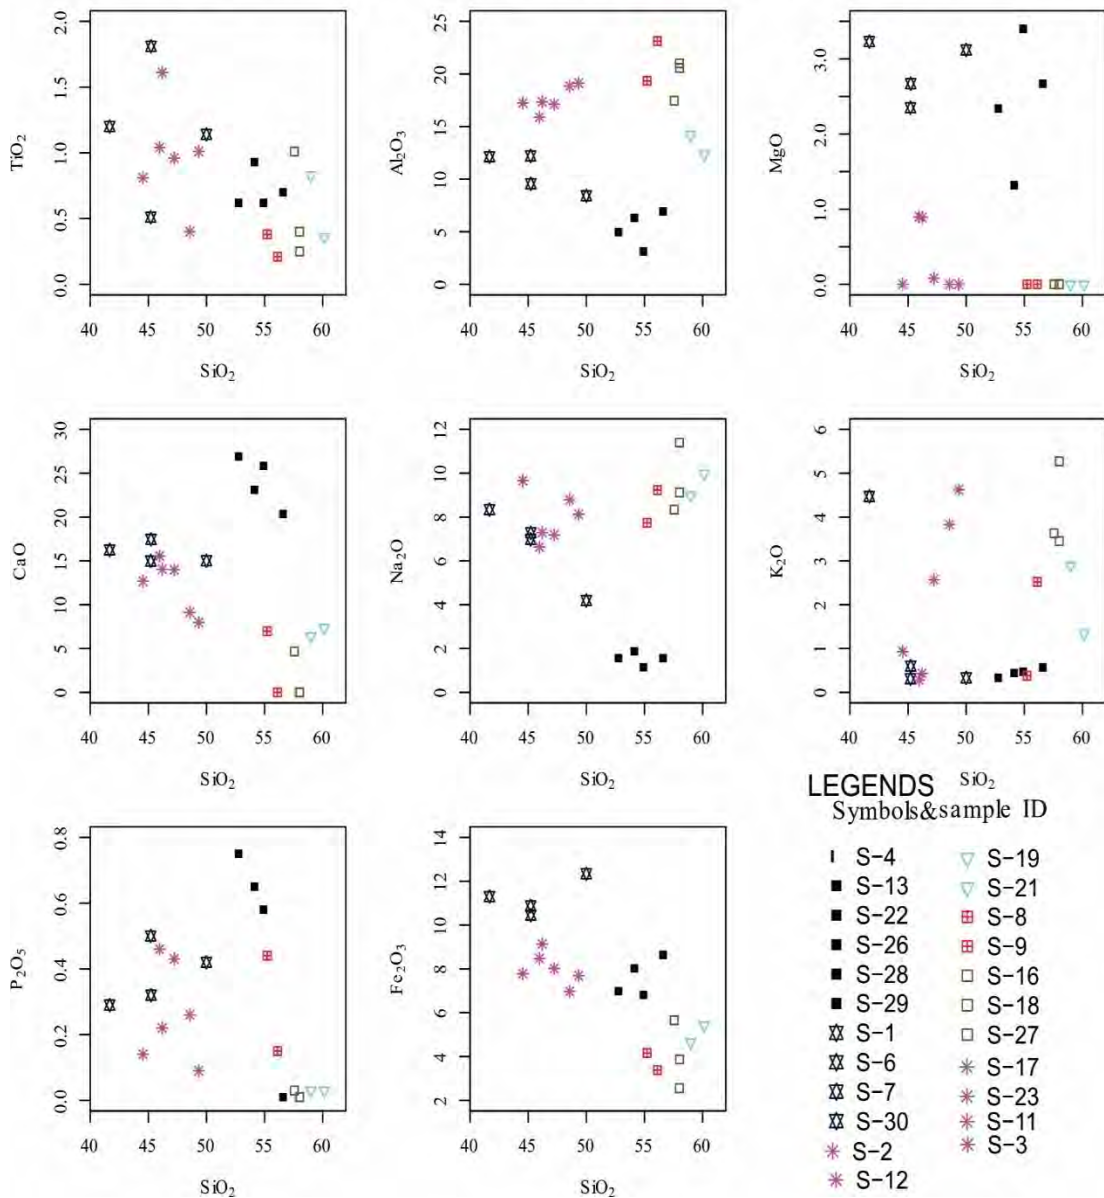 0.0 0.5 1.0 1.5 2.0
TiO2
40 45 50 55 60
SiO2
0 5 10 15 20 25
Al2O3
40 45 50 55 60
SiO2
0.0 1.0 2.0 3.0
MgO
40 45 50 55 60
SiO2
0 5 10 15 20 25 30
CaO
40 45 50 55 60
SiO2
0 2 4 6 8 10 12
Na2O
40 45 50 55 60
SiO2
0 1 2 3 4 5 6
K2O
40 45 50 55 60
SiO2
0.0 0.2 0.4 0.6 0.8
P2O5
40 45 50 55 60
SiO2
2 4 6 8 10 12 14
Fe2O3
40 45 50 55 60
SiO2
LEGENDS
Symbols&sample ID
S-4
S-13
S-22
S-26
S-28
S-29
S-1
S-6
S-7
S-30
S-2
S-12
S-19
S-21
S-8
S-9
S-16
S-18
S-27
S-17
S-23
S-11
S-3